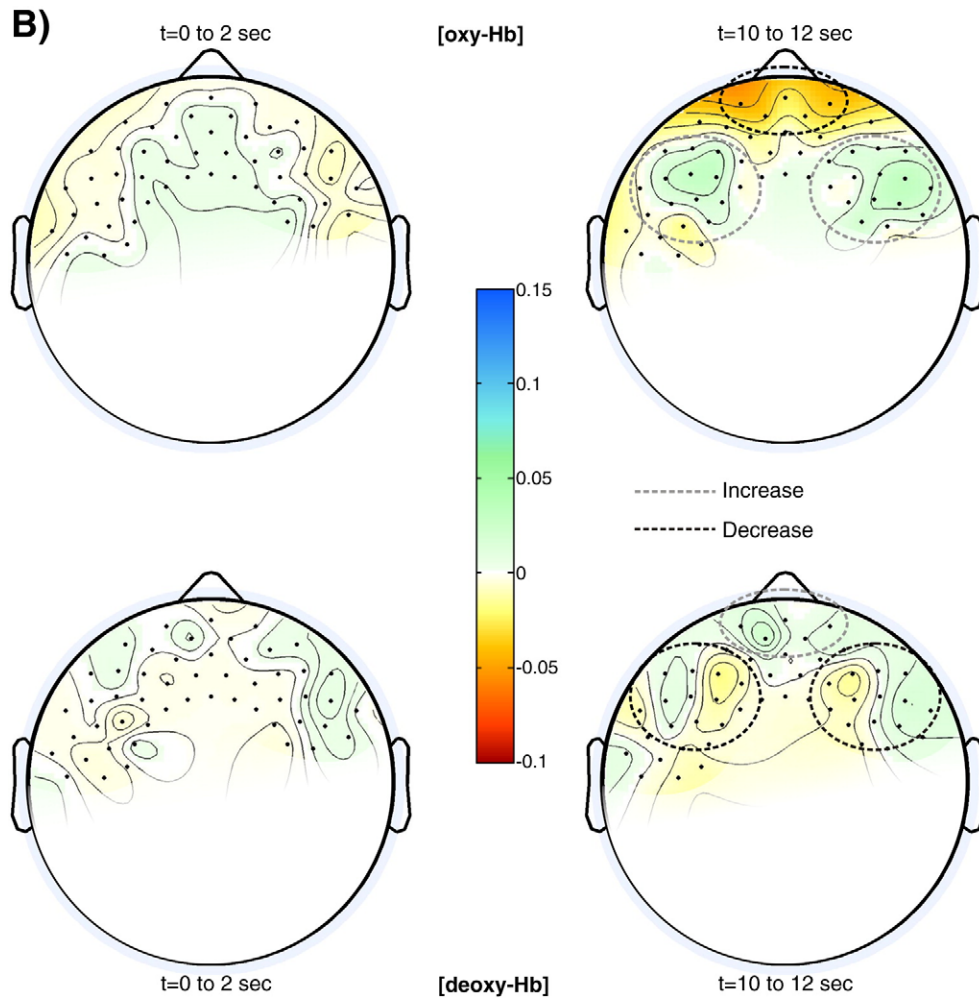 B)
t=0 to 2 sec
[oxy-Hb]
t=10 to 12 sec
0.15
0.1
0.05
0
-0.05
-0.1
Increase
Decrease
t=0 to 2 sec
[deoxy-Hb]
t=10 to 12 sec